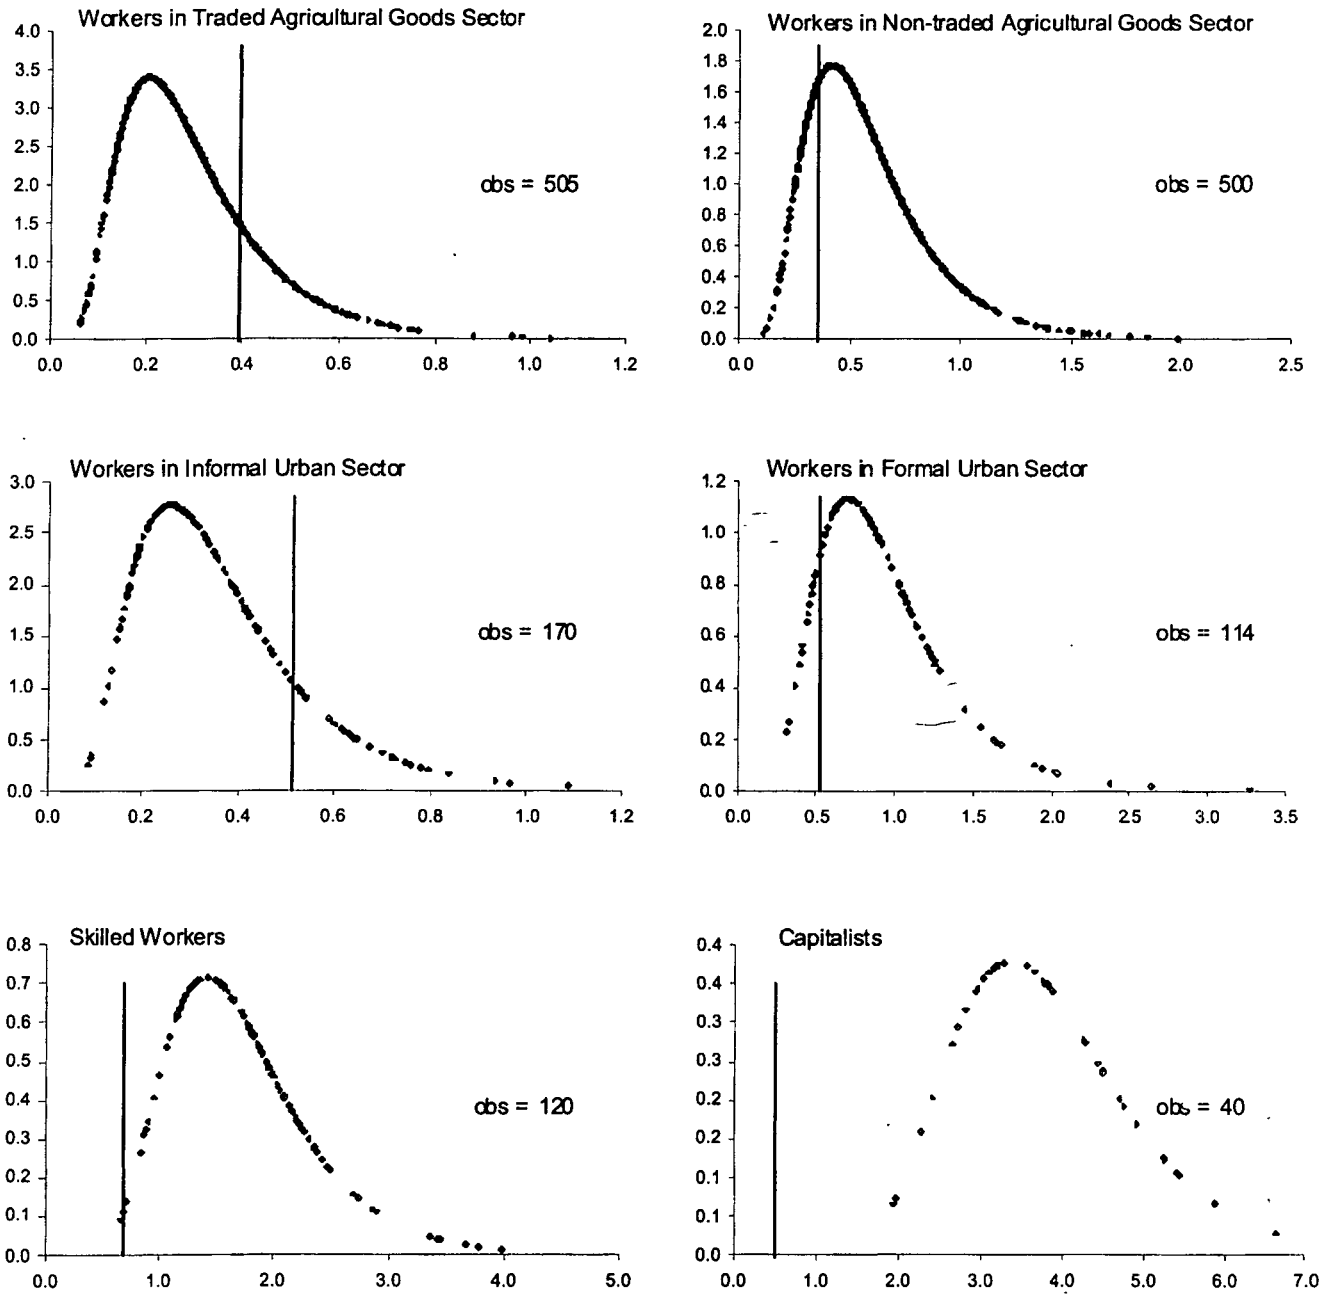 Workers in Traded Agricultural Goods Sector
4.0
3.5
3.0
2.5
2.0
1.5
1.0
0.5
0.0
obs = 505
0.0 0.2 0.4 0.6 0.8 1.0 1.2
Workers in Non-traded Agricultural Goods Sector
2.0
1.8
1.6
1.4
1.2
1.0
0.8
0.6
0.4
0.2
0.0
obs = 500
0.0 0.5 1.0 1.5 2.0 2.5
Workers in Informal Urban Sector
3.0
2.5
2.0
1.5
1.0
0.5
0.0
obs = 170
0.0 0.2 0.4 0.6 0.8 1.0 1.2
Workers in Formal Urban Sector
1.2
1.0
0.8
0.6
0.4
0.2
0.0
obs = 114
0.0 0.5 1.0 1.5 2.0 2.5 3.0 3.5
Skilled Workers
0.8
0.7
0.6
0.5
0.4
0.3
0.2
0.1
0.0
obs = 120
0.0 1.0 2.0 3.0 4.0 5.0
Capitalists
0.4
0.4
0.3
0.3
0.2
0.2
0.1
0.1
0.0
obs = 40
0.0 1.0 2.0 3.0 4.0 5.0 6.0 7.0